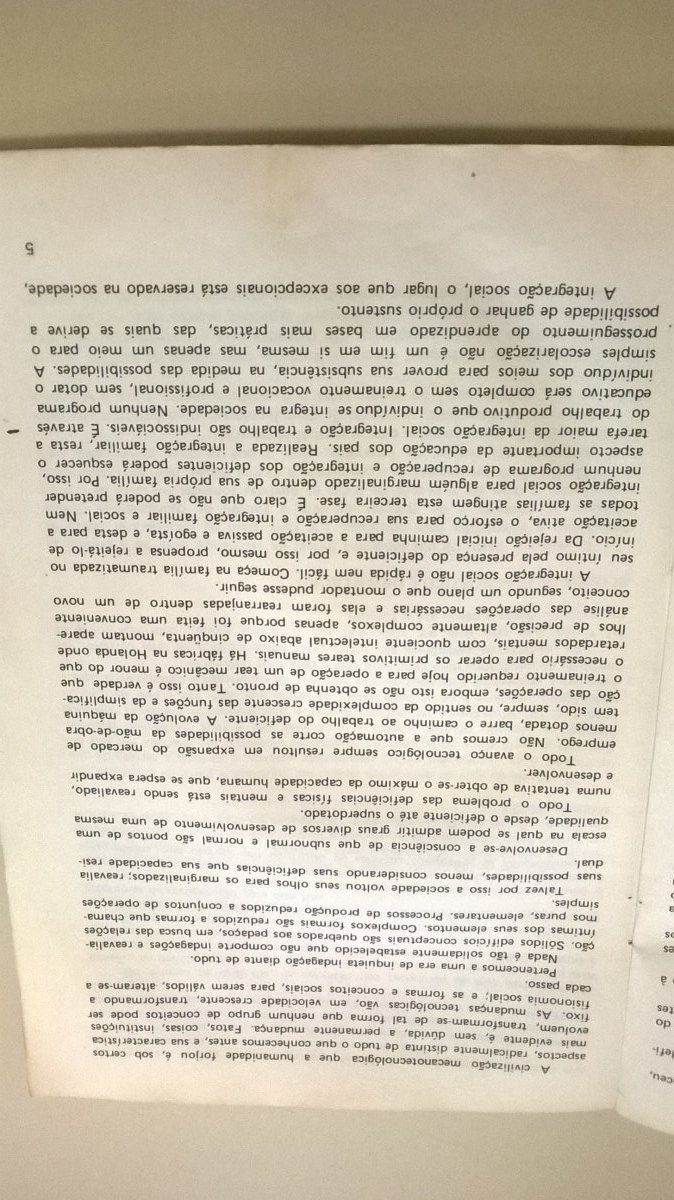 A civilização mecanotecnológica que a humanidade forjou é, sob certos
aspectos, radicalmente distinta de tudo o que conhecemos antes, e sua característica
mais evidente é, sem dúvida, a permanente mudança. Fatos, coisas, instituições
evoluem, transformam-se de tal forma que nenhum grupo de conceitos pode ser
fixo. As mudanças tecnológicas vão, em velocidade crescente, transformando a
fisionomia social; e as formas e conceitos sociais, para serem válidos, alteram-se a
cada passo.
Pertencemos a uma era de inquieta indagação diante de tudo.
Nada é tão solidamente estabelecido que não comporte indagações e reavalia-
ção. Sólidos edifícios conceptuais são quebrados aos pedaços, em busca das relações
íntimas dos seus elementos. Complexos formais são reduzidos a formas que chama-
mos puras, elementares. Processos de produção reduzidos a conjuntos de operações
simples.
Talvez por isso a sociedade voltou seus olhos para os marginalizados; reavalia
suas possibilidades, menos considerando suas deficiências que sua capacidade resi-
dual.
Desenvolve-se a consciência de que subnormal e normal são pontos de uma
escala na qual se podem admitir graus diversos de desenvolvimento de uma mesma
qualidade, desde o deficiente até o superdotado.
Todo o problema das deficiências físicas e mentais está sendo reavaliado,
numa tentativa de obter-se o máximo da capacidade humana, que se espera expandir
e desenvolver.
Todo o avanço tecnológico sempre resultou em expansão do mercado de
emprego. Não cremos que a automação corte as possibilidades da mão-de-obra
menos dotada, barre o caminho ao trabalho do deficiente. A evolução da máquina
tem sido, sempre, no sentido da complexidade crescente das funções e da simplifica-
ção das operações, embora isto não se obtenha de pronto. Tanto isso é verdade que
o treinamento requerido hoje para a operação de um tear mecânico é menor do que
o necessário para operar os primitivos teares manuais. Há fábricas na Holanda onde
retardados mentais, com quociente intelectual abaixo de cinqüenta, montam apare-
lhos de precisão, altamente complexos, apenas porque foi feita uma conveniente
análise das operações necessárias e elas foram rearranjadas dentro de um novo
conceito, segundo um plano que o montador pudesse seguir.
A integração social não é rápida nem fácil. Começa na família traumatizada no
seu íntimo pela presença do deficiente e, por isso mesmo, propensa a rejeitá-lo de
início. Da rejeição inicial caminha para a aceitação passiva e egoísta, e desta para a
aceitação ativa, o esforço para sua recuperação e integração familiar e social. Nem
todas as famílias atingem esta terceira fase. É claro que não se poderá pretender
integração social para alguém marginalizado dentro de sua própria família. Por isso,
nenhum programa de recuperação e integração dos deficientes poderá esquecer o
aspecto importante da educação dos pais. Realizada a integração familiar, resta a
tarefa maior da integração social. Integração e trabalho são indissociáveis. É através
do trabalho produtivo que o indivíduo se integra na sociedade. Nenhum programa
educativo será completo sem o treinamento vocacional e profissional, sem dotar o
indivíduo dos meios para prover sua subsistência, na medida das possibilidades. A
simples escolarização não é um fim em si mesma, mas apenas um meio para o
prosseguimento do aprendizado em bases mais práticas, das quais se derive a
possibilidade de ganhar o próprio sustento.
A integração social, o lugar que aos excepcionais está reservado na sociedade,
5